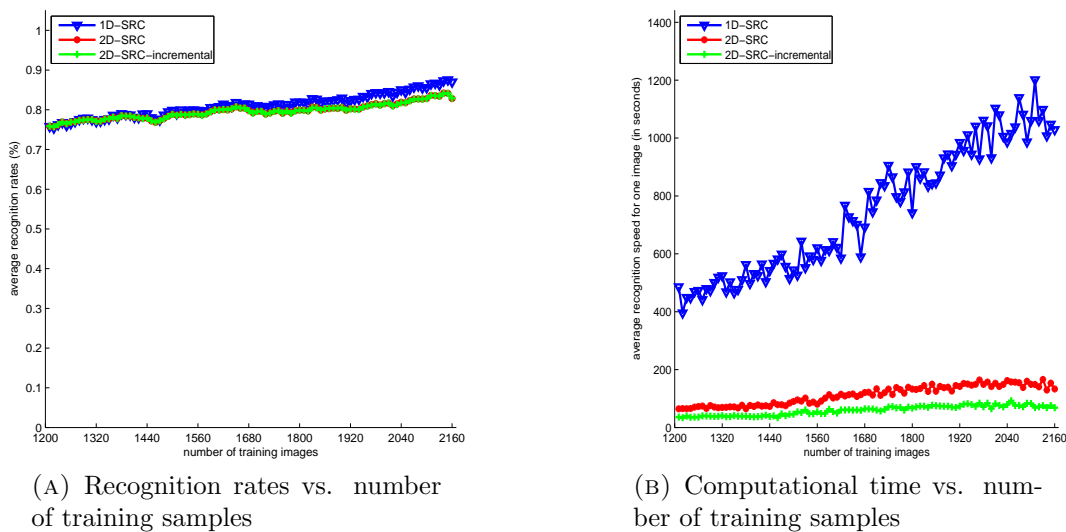 1D−SRC
2D−SRC
2D−SRC−incremental
average recognition rates (%)
1
0.9
0.8
0.7
0.6
0.5
0.4
0.3
0.2
0.1
0
1200 1320 1440 1560 1680 1800 1920 2040 2160
number of training images
(A) Recognition rates vs. number
of training samples
1D−SRC
2D−SRC
2D−SRC−incremental
average recognition speed for one image (in seconds)
1400
1200
1000
800
600
400
200
0
1200 1320 1440 1560 1680 1800 1920 2040 2160
number of training images
(B) Computational time vs. num-
ber of training samples